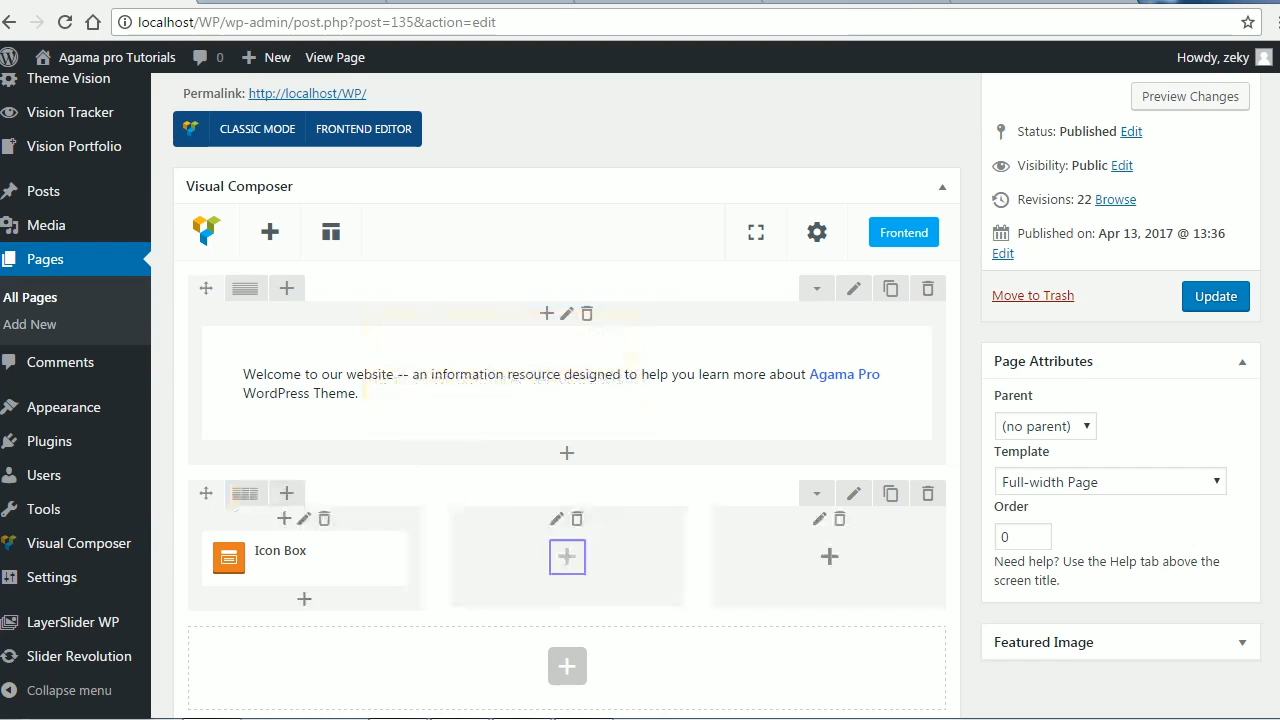 localhost/WP/wp-admin/post.php?post=135&action=edit
Agama pro Tutorials
0
New
View Page
Howdy, zeky
Theme Vision
Vision Tracker
Vision Portfolio
Posts
Media
Pages
All Pages
Add New
Comments
Appearance
Plugins
Users
Tools
Visual Composer
Settings
LayerSlider WP
Slider Revolution
Collapse menu
Permalink: http://localhost/WP/
CLASSIC MODE
FRONTEND EDITOR
Visual Composer
Frontend
Welcome to our website -- an information resource designed to help you learn more about Agama Pro
WordPress Theme.
Icon Box
Preview Changes
Status: Published Edit
Visibility: Public Edit
Revisions: 22 Browse
Published on: Apr 13, 2017 @ 13:36
Edit
Move to Trash
Update
Page Attributes
Parent
(no parent)
Template
Full-width Page
Order
0
Need help? Use the Help tab above the
screen title.
Featured Image